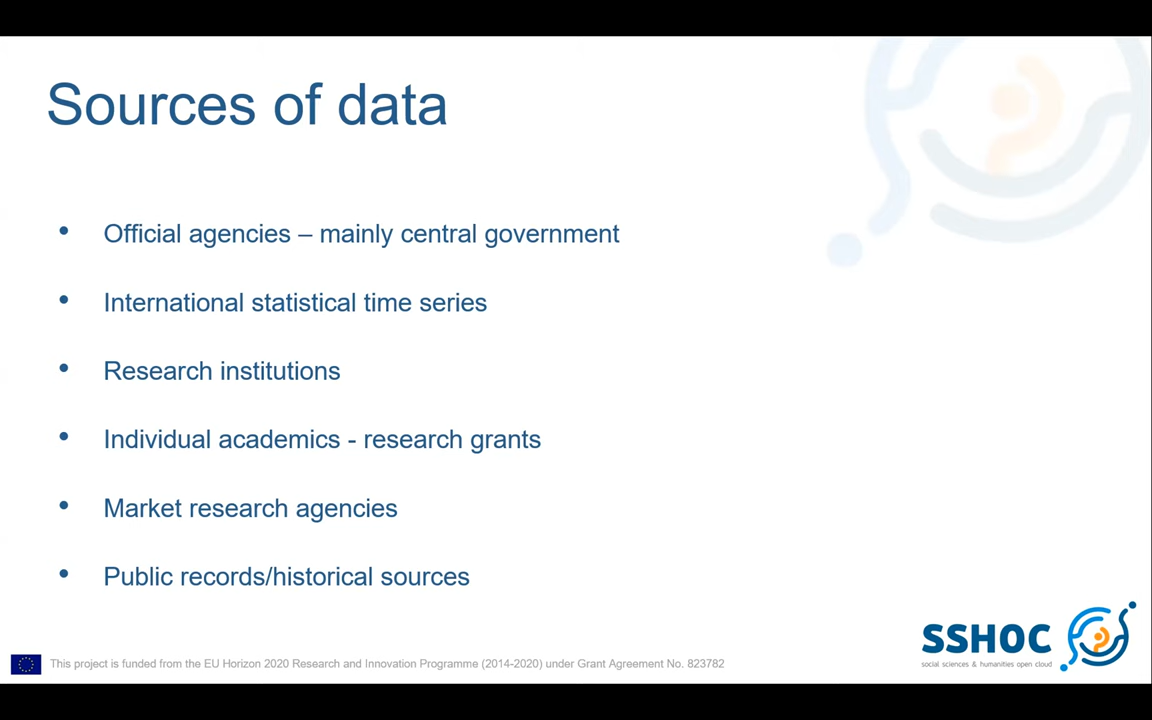 Sources of data
• Official agencies – mainly central government
• International statistical time series
• Research institutions
• Individual academics - research grants
• Market research agencies
• Public records/historical sources
SSHOC
social sciences & humanities open cloud
This project is funded from the EU Horizon 2020 Research and Innovation Programme (2014-2020) under Grant Agreement No. 823782